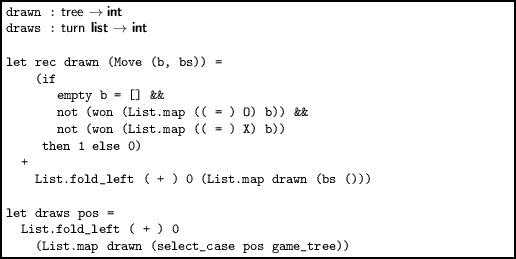 drawn : tree → int
draws : turn list → int
let rec drawn (Move (b, bs)) =
(if
empty b = [] &&
not (won (List.map (( = ) O) b)) &&
not (won (List.map (( = ) X) b))
then 1 else 0)
+
List.fold_left ( + ) 0 (List.map drawn (bs ()))
let draws pos =
List.fold_left ( + ) 0
(List.map drawn (select_case pos game_tree))